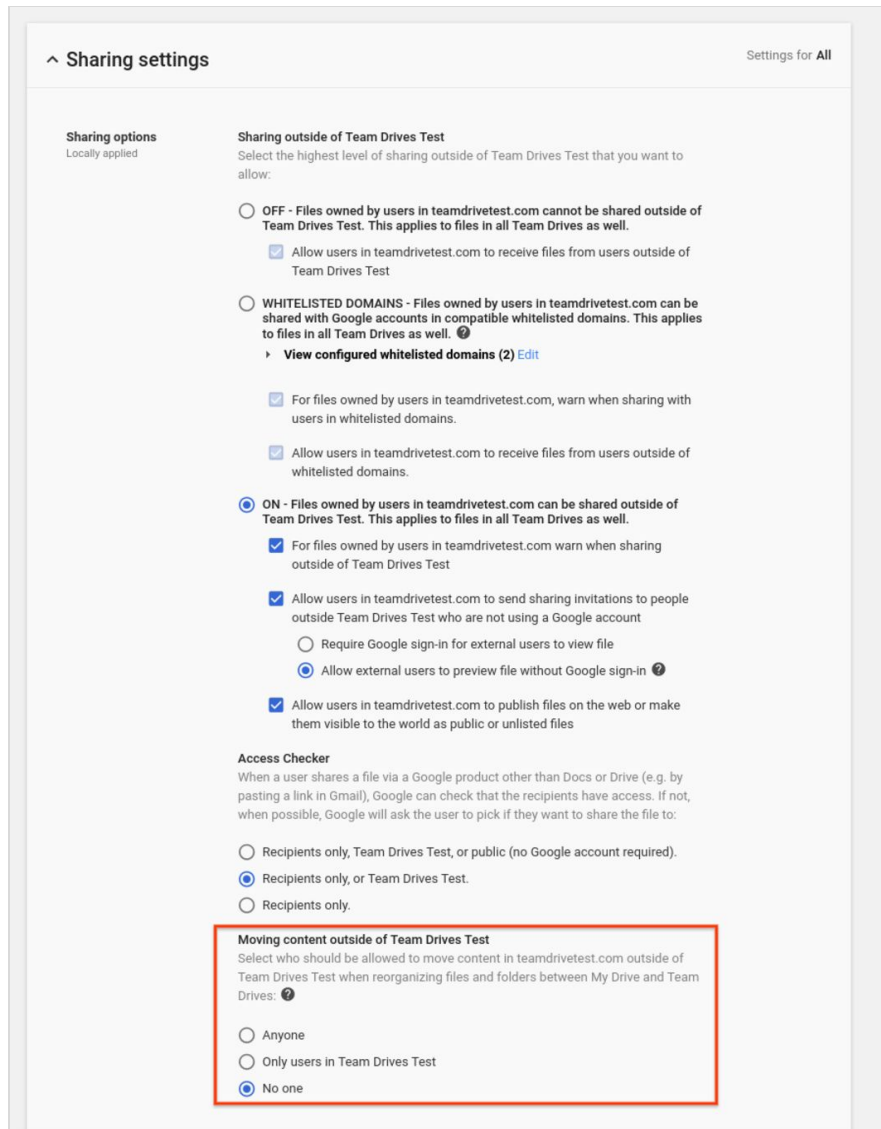 Sharing settings
Settings for All
Sharing options
Locally applied
Sharing outside of Team Drives Test
Select the highest level of sharing outside of Team Drives Test that you want to
allow:
OFF - Files owned by users in teamdrivetest.com cannot be shared outside of
Team Drives Test. This applies to files in all Team Drives as well.
Allow users in teamdrivetest.com to receive files from users outside of
Team Drives Test
WHITELISTED DOMAINS - Files owned by users in teamdrivetest.com can be
shared with Google accounts in compatible whitelisted domains. This applies
to files in all Team Drives as well. ?
View configured whitelisted domains (2) Edit
For files owned by users in teamdrivetest.com, warn when sharing with
users in whitelisted domains.
Allow users in teamdrivetest.com to receive files from users outside of
whitelisted domains.
ON - Files owned by users in teamdrivetest.com can be shared outside of
Team Drives Test. This applies to files in all Team Drives as well.
For files owned by users in teamdrivetest.com warn when sharing
outside of Team Drives Test
Allow users in teamdrivetest.com to send sharing invitations to people
outside Team Drives Test who are not using a Google account
Require Google sign-in for external users to view file
Allow external users to preview file without Google sign-in ?
Allow users in teamdrivetest.com to publish files on the web or make
them visible to the world as public or unlisted files
Access Checker
When a user shares a file via a Google product other than Docs or Drive (e.g. by
pasting a link in Gmail), Google can check that the recipients have access. If not,
when possible, Google will ask the user to pick if they want to share the file to:
Recipients only, Team Drives Test, or public (no Google account required).
Recipients only, or Team Drives Test.
Recipients only.
Moving content outside of Team Drives Test
Select who should be allowed to move content in teamdrivetest.com outside of
Team Drives Test when reorganizing files and folders between My Drive and Team
Drives: ?
Anyone
Only users in Team Drives Test
No one